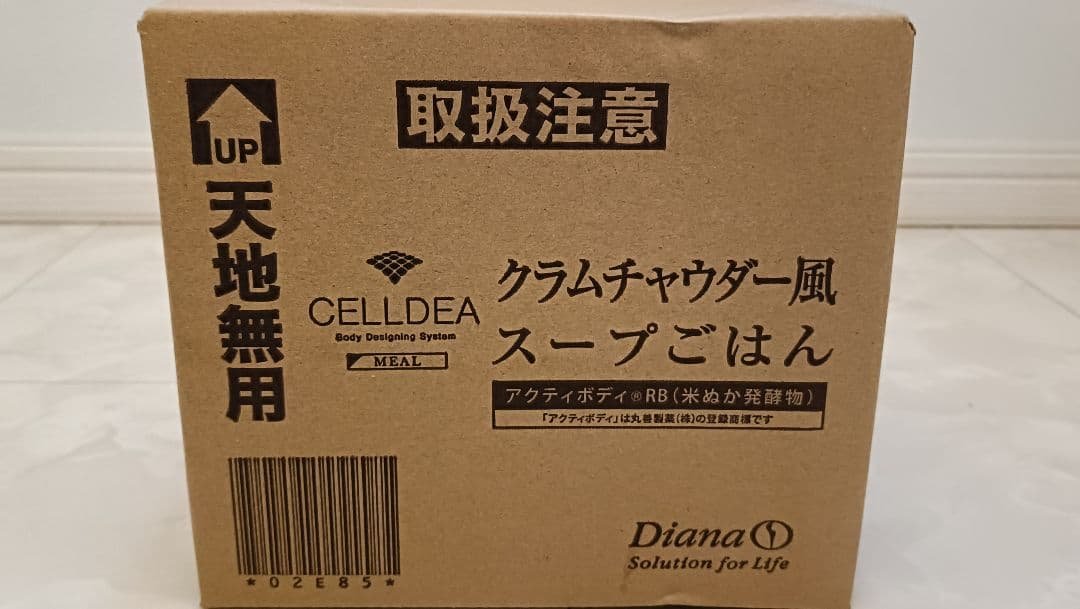 UP
天地無用
取扱注意
CELLDEA
Body Designing System
MEAL
クラムチャウダー風
スープごはん
アクティボディ®RB(米ぬか発酵物)
「アクティボディ」は丸善製薬(株)の登録商標です
*02E85*
Diana
Solution for Life